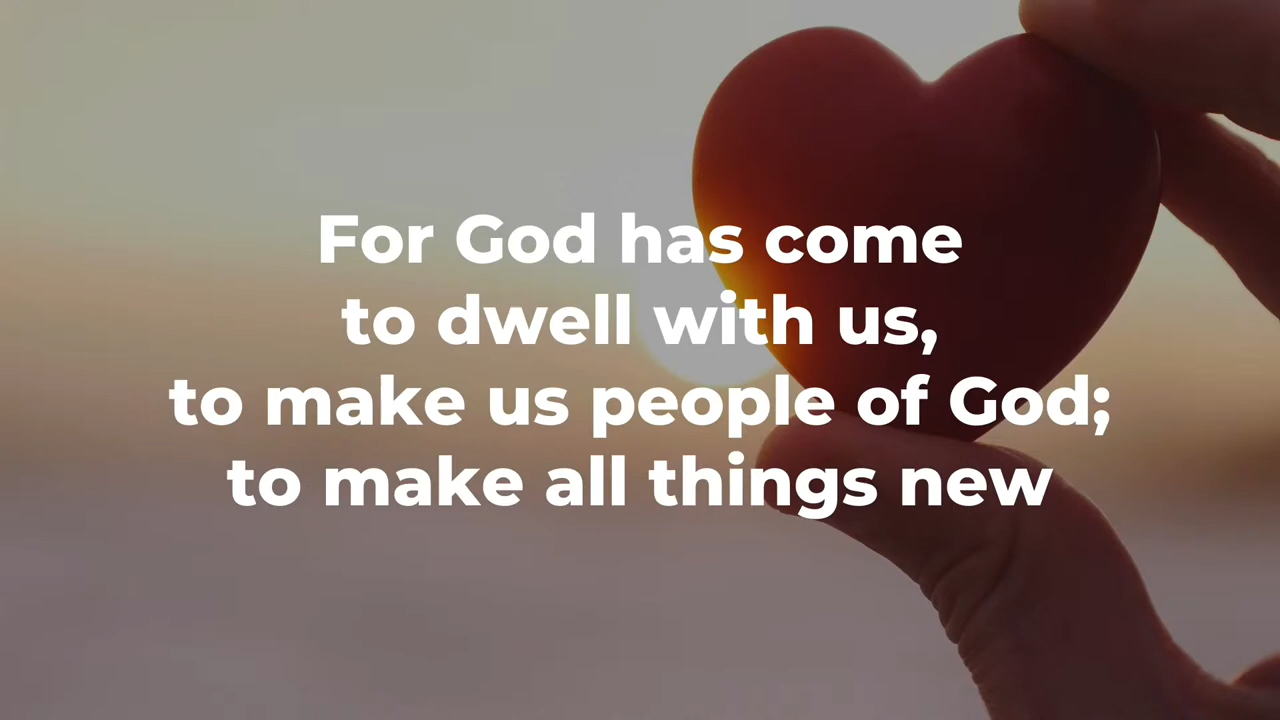 For God has come
to dwell with us,
to make us people of God;
to make all things new